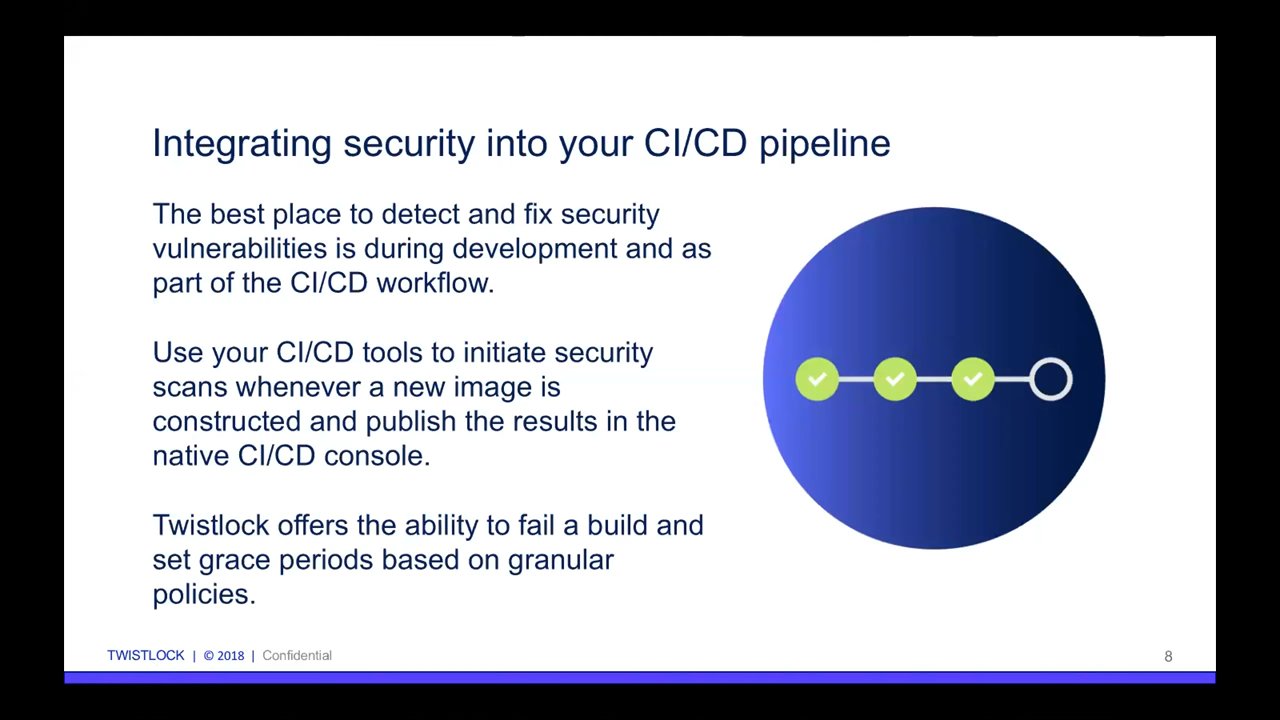 Integrating security into your CI/CD pipeline
The best place to detect and fix security
vulnerabilities is during development and as
part of the CI/CD workflow.
Use your CI/CD tools to initiate security
scans whenever a new image is
constructed and publish the results in the
native CI/CD console.
Twistlock offers the ability to fail a build and
set grace periods based on granular
policies.
TWISTLOCK | © 2018 | Confidential
8